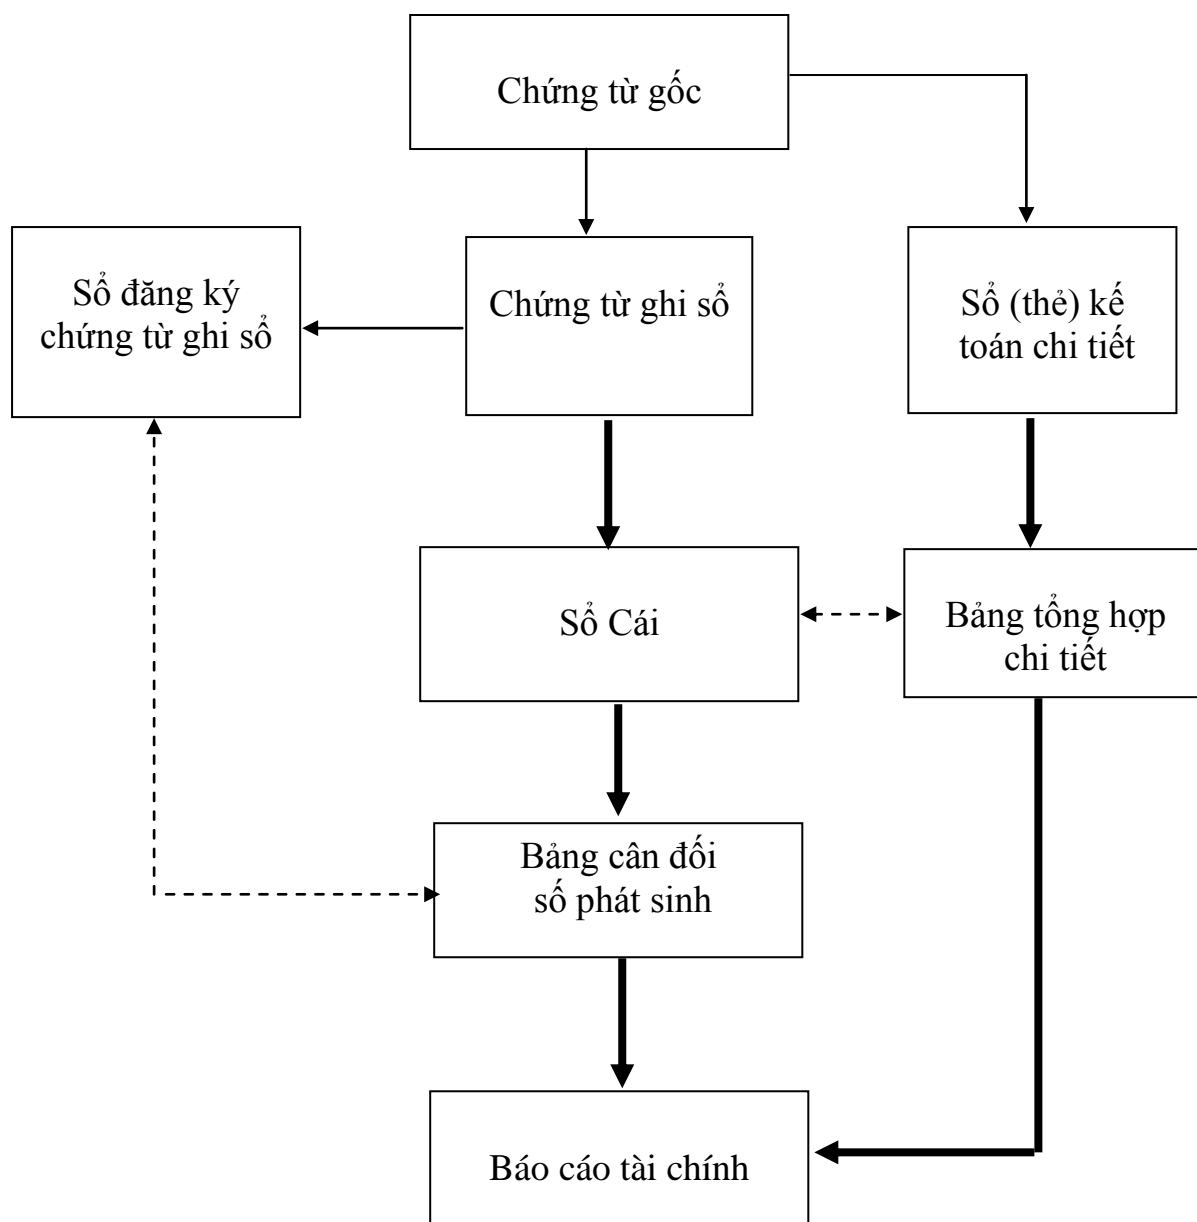 Chứng từ gốc
Sổ đăng ký
chứng từ ghi sổ
Chứng từ ghi sổ
Sổ (thẻ) kế
toán chi tiết
Sổ Cái
Bảng tổng hợp
chi tiết
Bảng cân đối
số phát sinh
Báo cáo tài chính